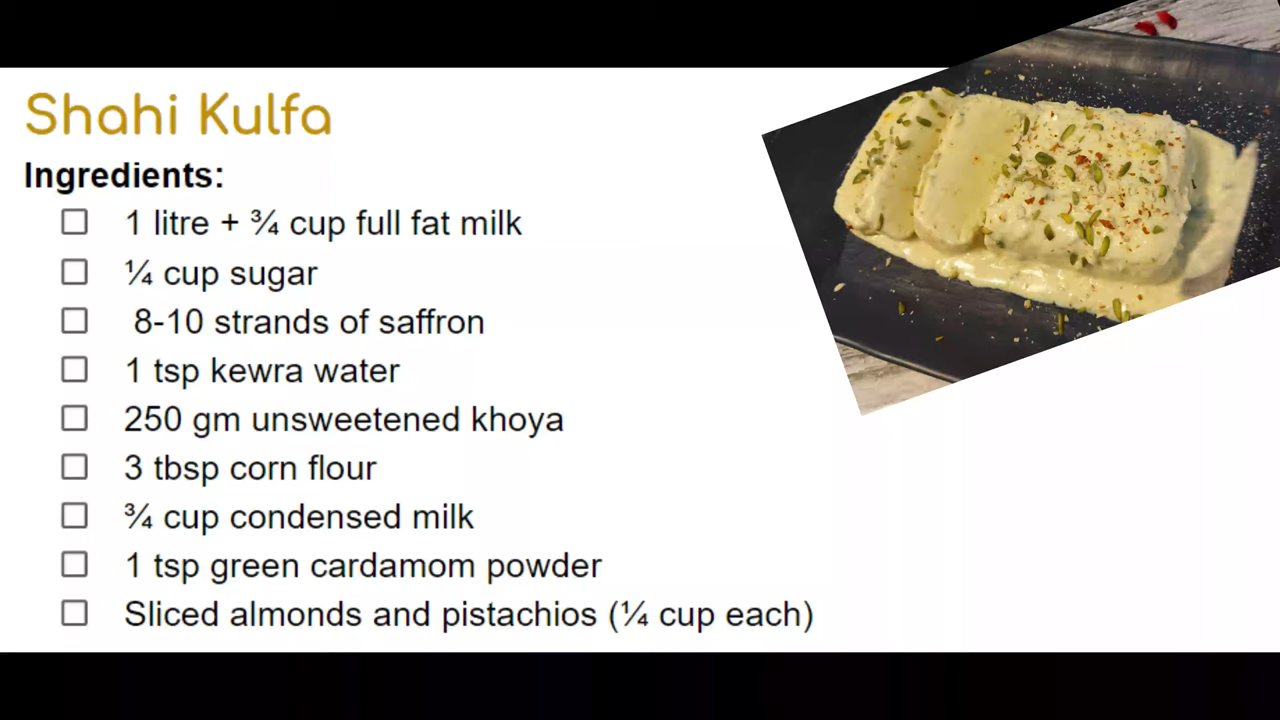 Shahi Kulfa
Ingredients:
1 litre + ¾ cup full fat milk
¼ cup sugar
8-10 strands of saffron
1 tsp kewra water
250 gm unsweetened khoya
3 tbsp corn flour
¾ cup condensed milk
1 tsp green cardamom powder
Sliced almonds and pistachios (¼ cup each)